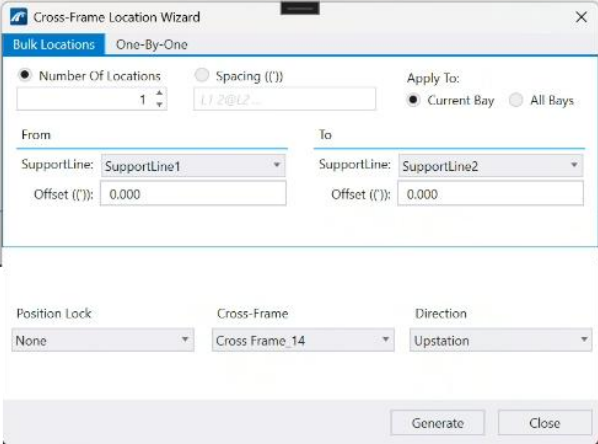 Cross-Frame Location Wizard
Bulk Locations One-By-One
Number Of Locations Spacing ((')) Apply To:
1 L1 2@L2... Current Bay All Bays
From To
SupportLine: SupportLine1 SupportLine: SupportLine2
Offset ((')): 0.000 Offset ((')): 0.000
Position Lock Cross-Frame Direction
None Cross Frame_14 Upstation
Generate Close